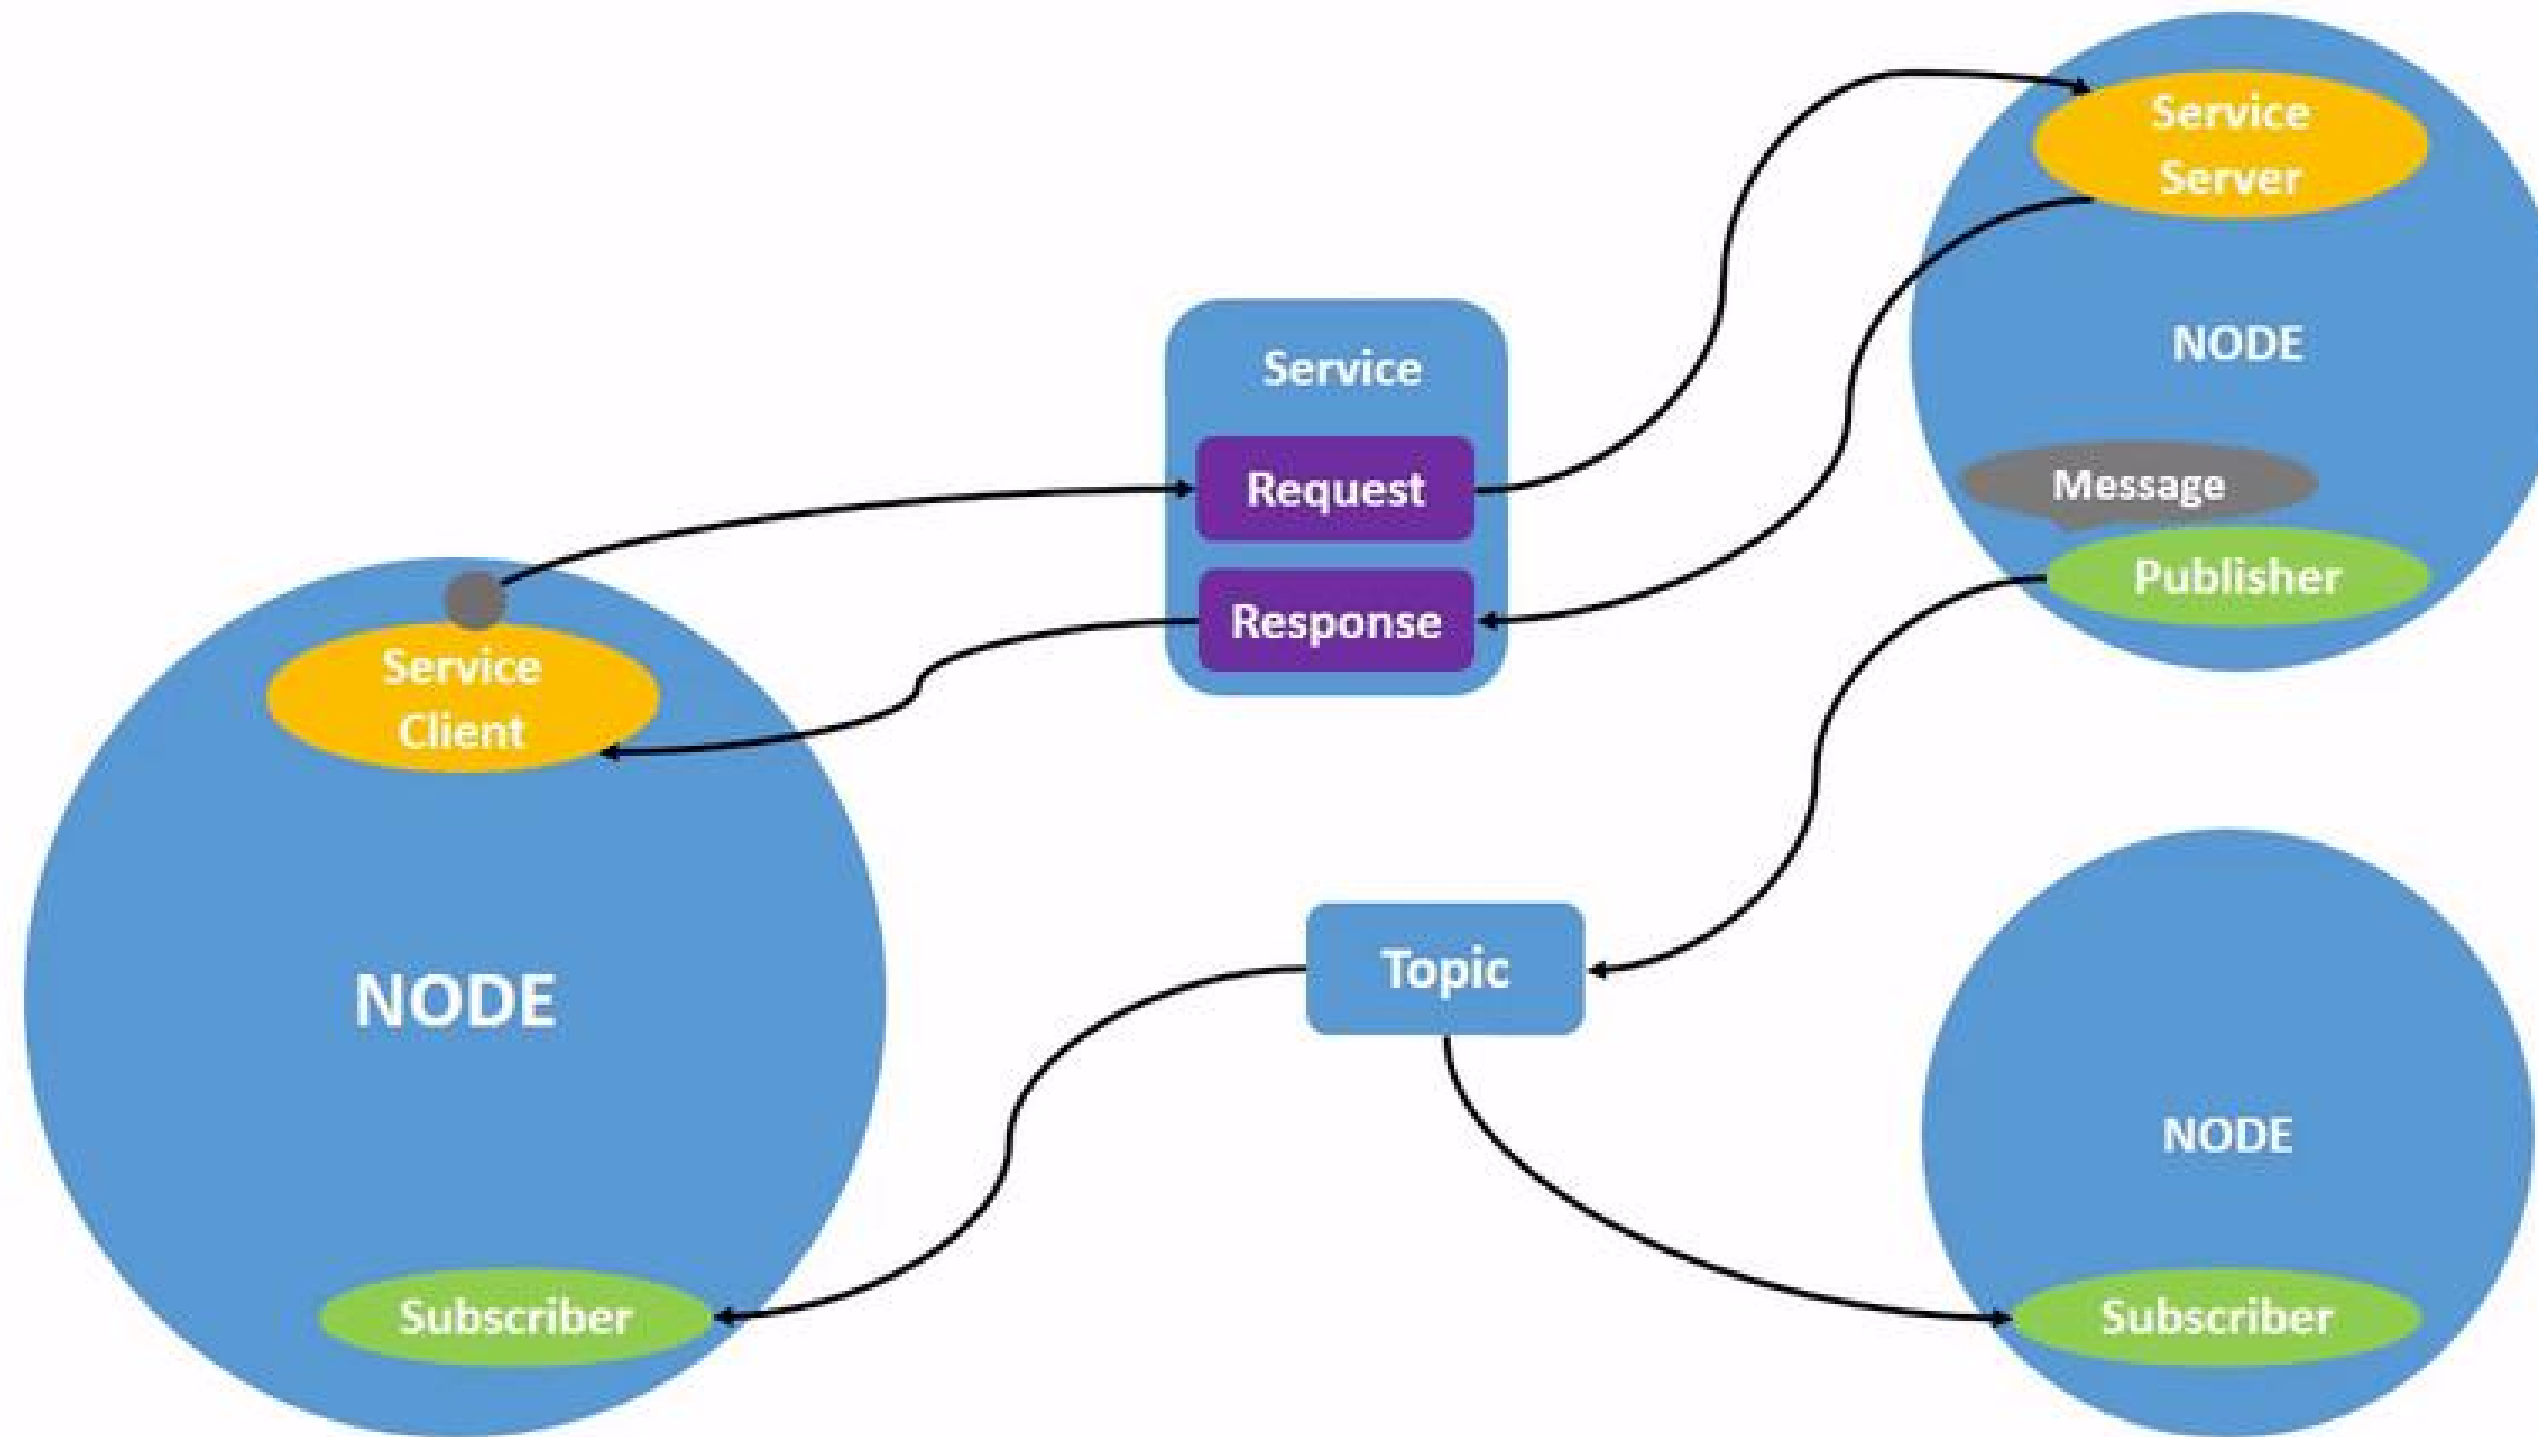 Service
Server
NODE
Message
Publisher
Service
Request
Response
Service
Client
NODE
Subscriber
Topic
NODE
Subscriber